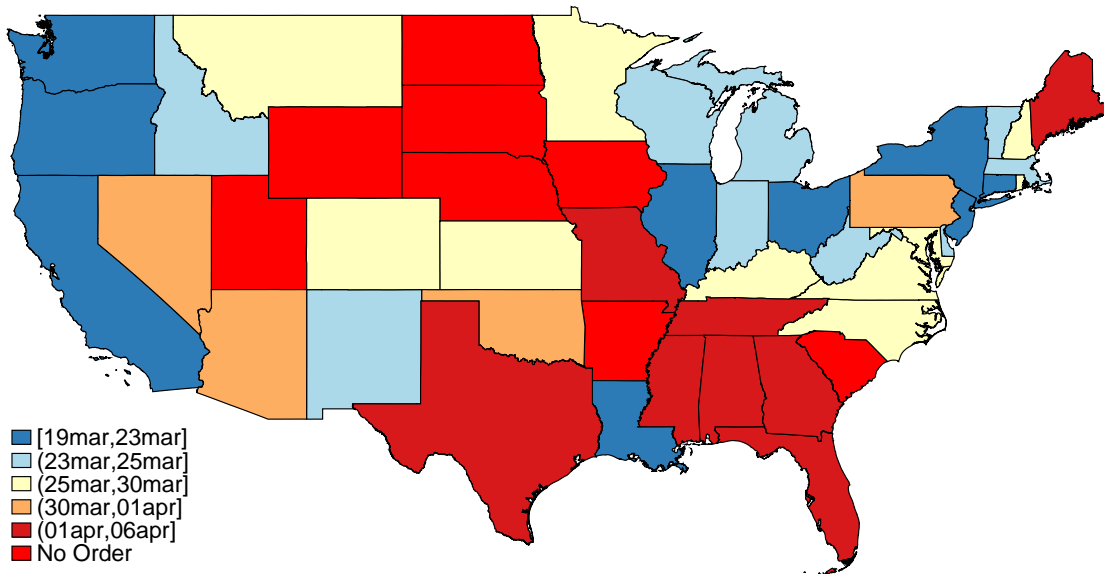 [19mar,23mar]
(23mar,25mar]
(25mar,30mar]
(30mar,01apr]
(01apr,06apr]
No Order